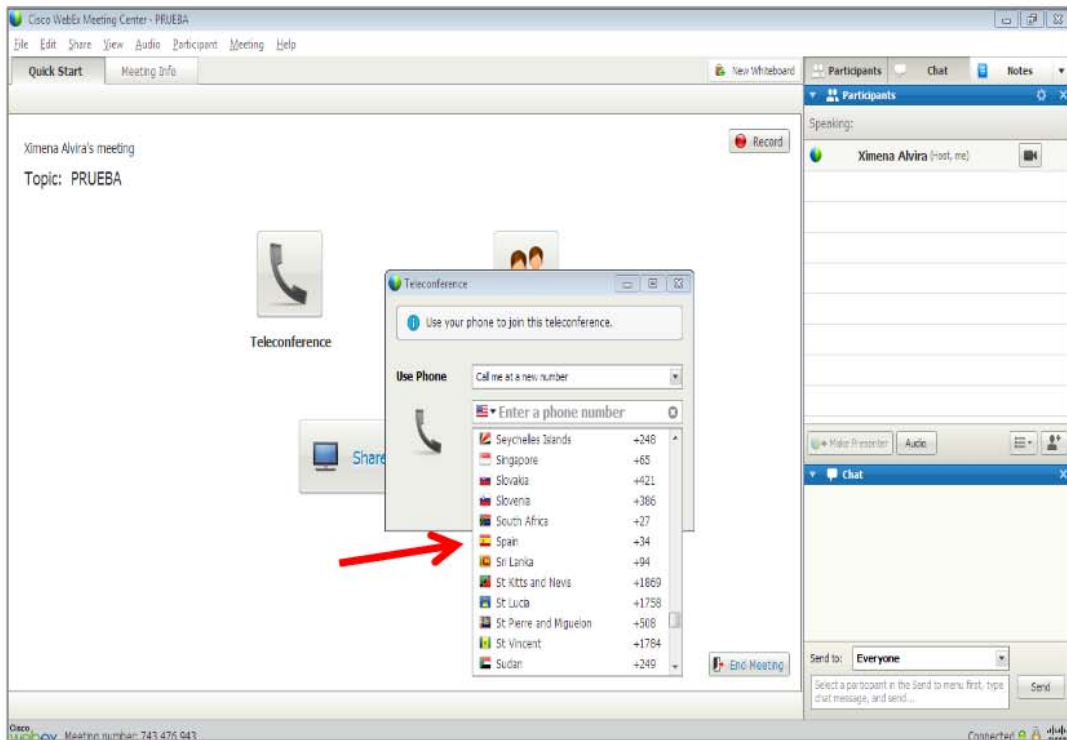 Cisco WebEx Meeting Center - PRUEBA
File Edit Share View Audio Participant Meeting Help
Quick Start Meeting Info New Whiteboard Participants Chat Notes
Participants
Speaking:
Record
Ximena Alvira's meeting
Ximena Alvira (Host, me)
Topic: PRUEBA
Teleconference
Use your phone to join this teleconference.
Teleconference
Use Phone Call me at a new number
Enter a phone number
Seychelles Islands +248
Singapore +65
Slovakia +421
Slovenia +386
South Africa +27
Spain +34
Sri Lanka +94
St Kitts and Nevis +1869
St Lucia +1758
St Pierre and Miguelon +508
St Vincent +1784
Sudan +249
Share
End Meeting
Make Presenter Audio
Chat
Send to: Everyone
Select a participant in the Send to menu first, type
chat message, and send...
Send
Cisco
webex Meeting number: 743 476 943
Connected